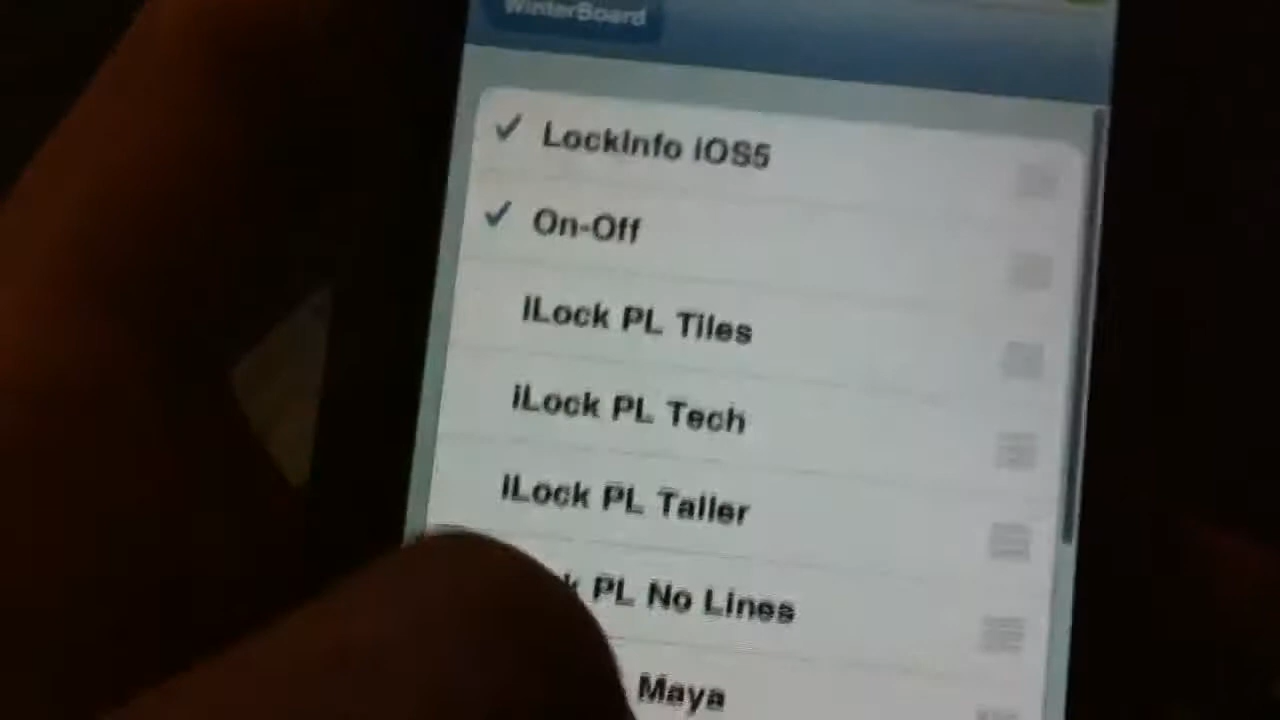 WinterBoard
LockInfo iOS5
On-Off
iLock PL Tiles
iLock PL Tech
iLock PL Taller
PL No Lines
Maya